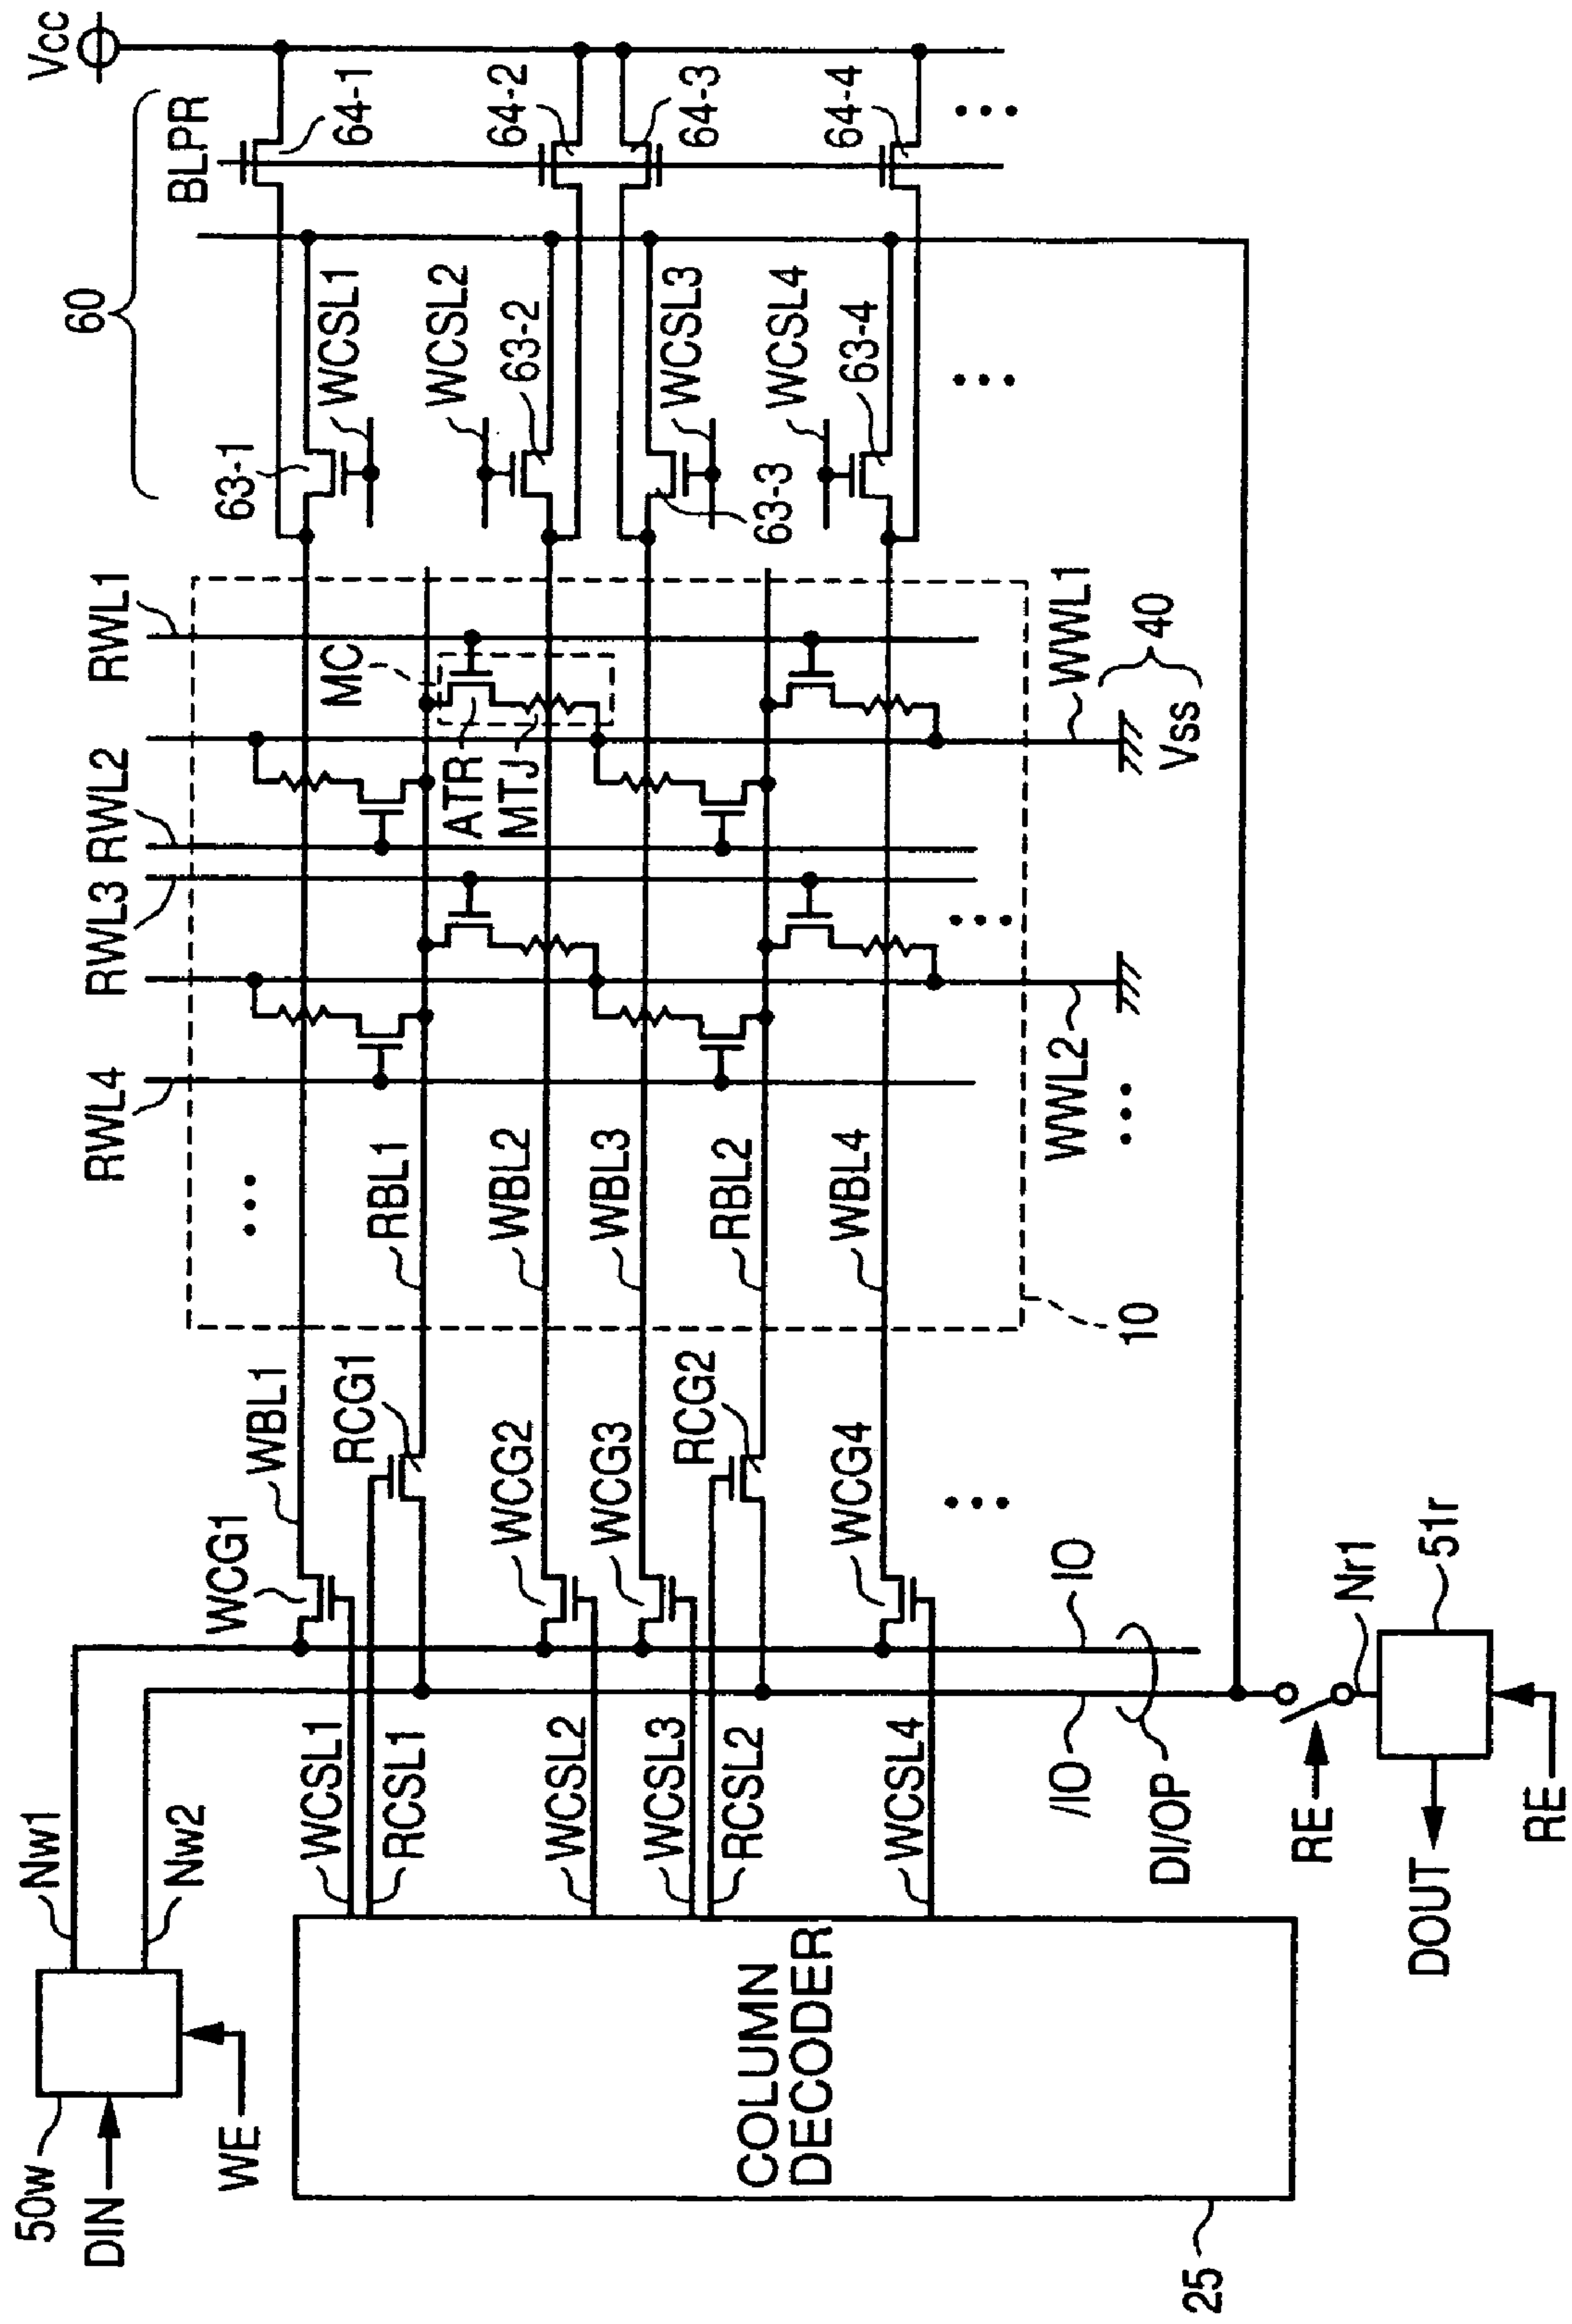 Vcc
60
BLPR
64-1
64-2
64-3
64-4
WCSL1
WCSL2
WCSL3
WCSL4
63-1
63-2
63-3
63-4
RWL1
RWL2
RWL3
RWL4
MC
ATR
MTJ
WWL1
40
Vss
WWL2
RBL1
WBL2
WBL3
RBL2
WBL4
10
WBL1
RCG1
WCG1
WCG2
WCG3
RCG2
WCG4
IO
/IO
DI/OP
Nr1
51r
RE
RE
DOUT
Nw1
Nw2
WCSL1
RCSL1
WCSL2
WCSL3
RCSL2
WCSL4
50w
DIN
WE
COLUMN
DECODER
25